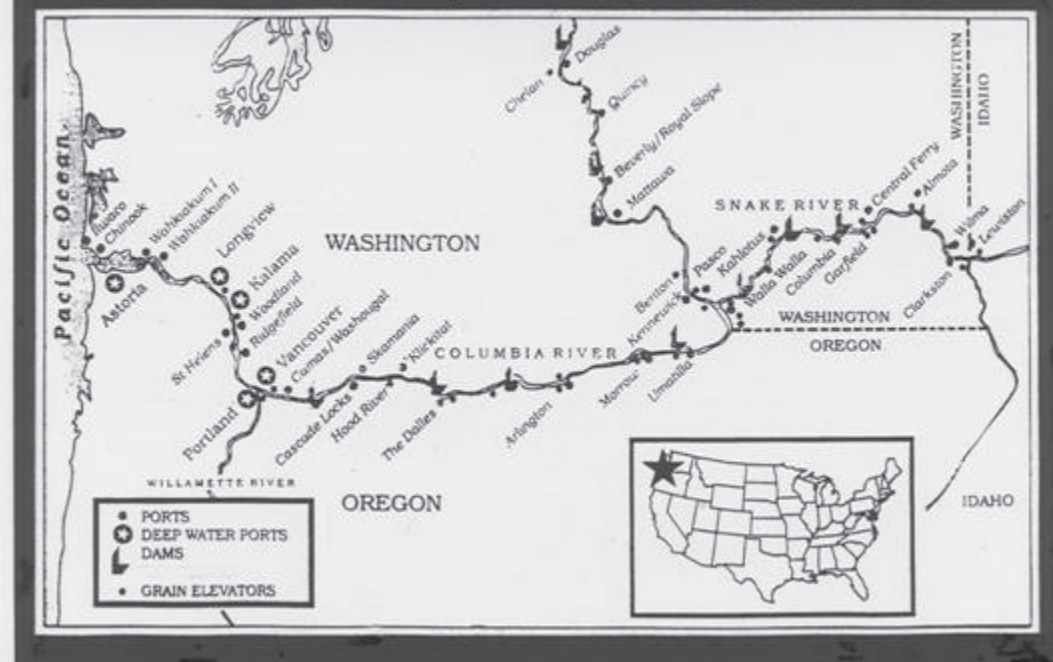 Pacific Ocean
Ilwaco
Chinook
Wahkiakum I
Wahkiakum II
Astoria
Longview
Kalama
Woodland
Ridgefield
St Helens
Vancouver
Camas/Washougal
Portland
WILLAMETTE RIVER
WASHINGTON
OREGON
Cascade Locks
Skamania
Hood River
Klickitat
The Dalles
COLUMBIA RIVER
Arlington
Morrow
Umatilla
Chelan
Douglas
Quincy
Beverly/Royal Slope
Mattawa
Benton
Kennewick
Pasco
Kahlotus
Walla Walla
SNAKE RIVER
Columbia
Garfield
Central Ferry
Almota
Clarkston
Wilma
Lewiston
WASHINGTON
IDAHO
WASHINGTON
OREGON
IDAHO
PORTS
DEEP WATER PORTS
DAMS
GRAIN ELEVATORS